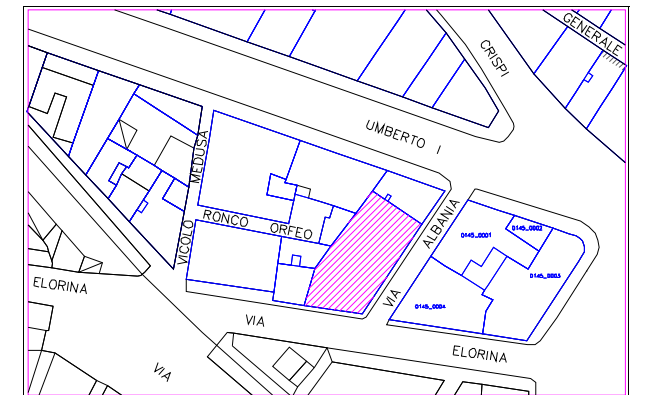 GENERALE
CRISPI
UMBERTO I
MEDUSA
VICOLO
RONCO ORFEO
ALBANIA
VIA
0145_0001
0145_0002
0145_0003
0145_0004
ELORINA
VIA
ELORINA
VIA